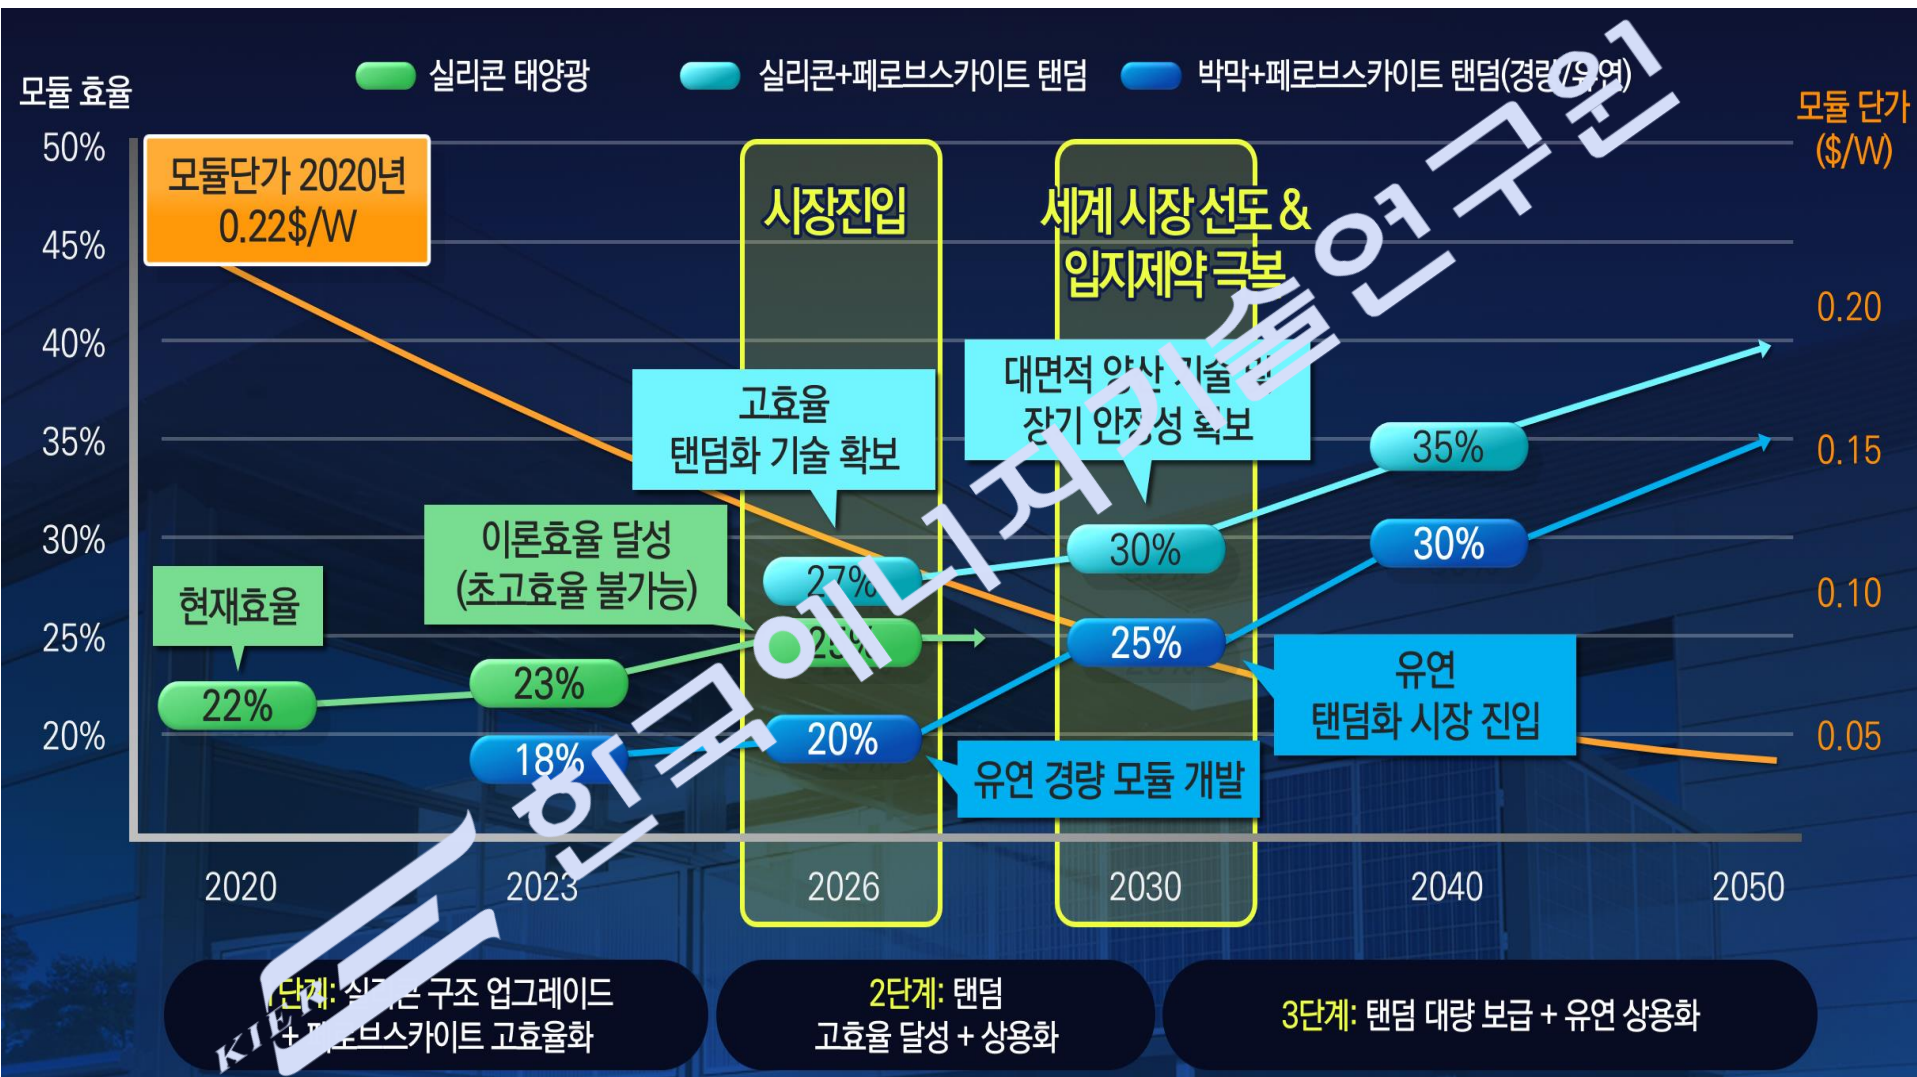 실리콘 태양광
실리콘+페로브스카이트 탠덤
박막+페로브스카이트 탠덤(경량/유연)
모듈 효율
모듈 단가
($/W)
50%
45%
40%
35%
30%
25%
20%
0.20
0.15
0.10
0.05
모듈단가 2020년
0.22$/W
시장진입
세계 시장 선도 &
입지제약 극복
고효율
탠덤화 기술 확보
대면적 양산 기술 및
장기 안정성 확보
이론효율 달성
(초고효율 불가능)
현재효율
22%
23%
18%
27%
25%
20%
30%
25%
35%
30%
유연 경량 모듈 개발
유연
탠덤화 시장 진입
2020
2023
2026
2030
2040
2050
1단계: 실리콘 구조 업그레이드
+ 페로브스카이트 고효율화
2단계: 탠덤
고효율 달성 + 상용화
3단계: 탠덤 대량 보급 + 유연 상용화
KIER
한국에너지기술연구원